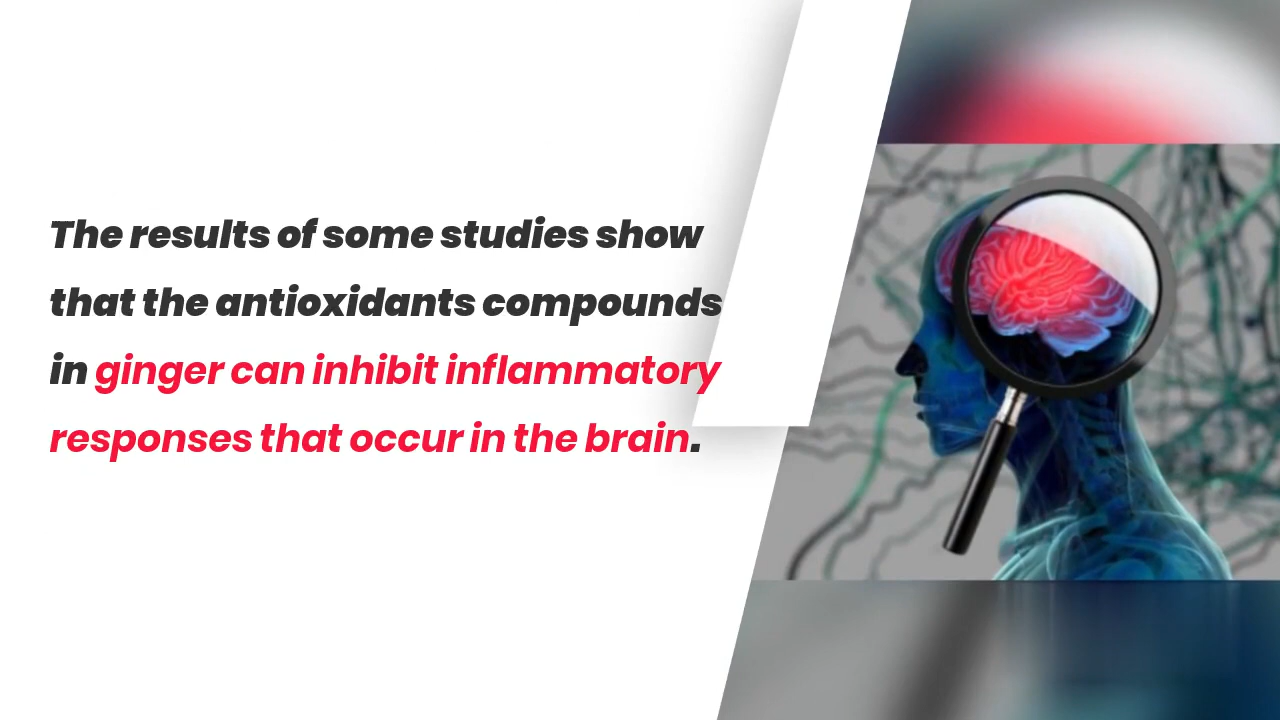 The results of some studies show
that the antioxidants compounds
in ginger can inhibit inflammatory
responses that occur in the brain.